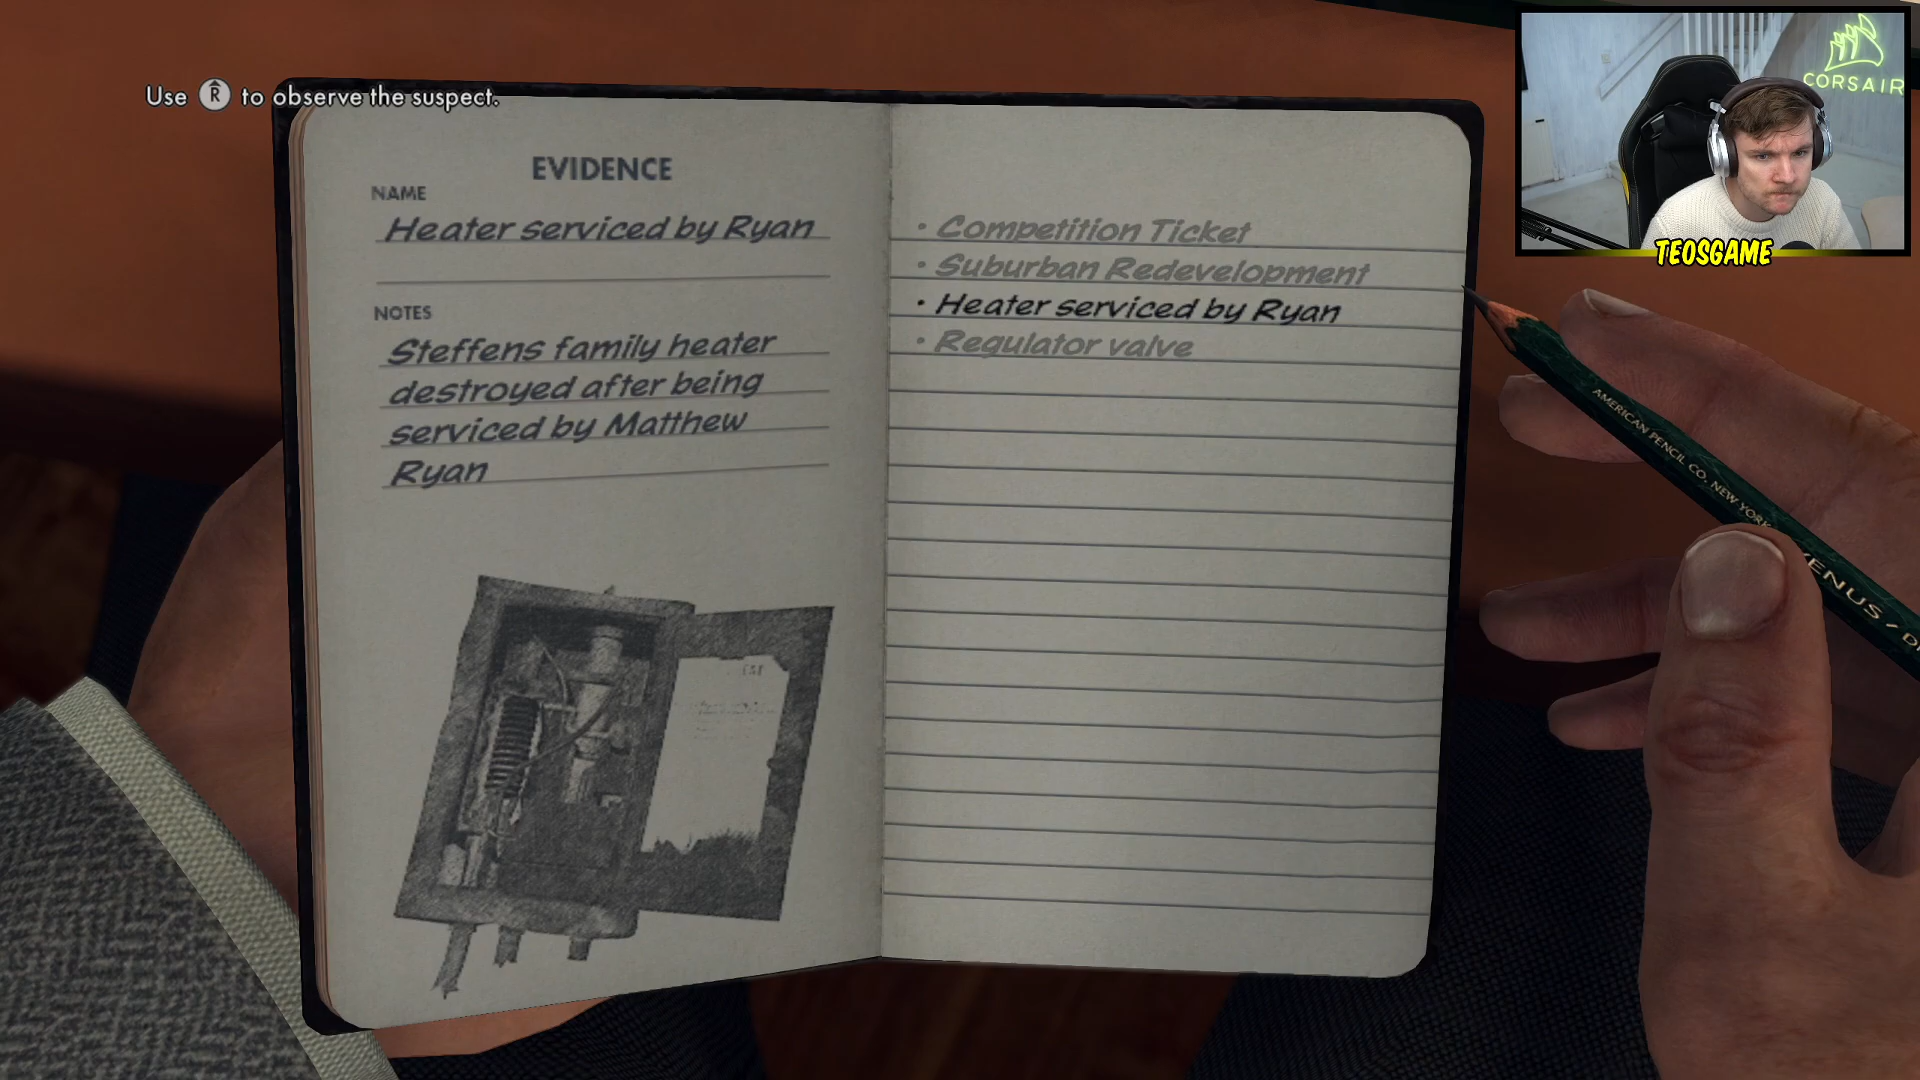 Use R to observe the suspect.
EVIDENCE
NAME
Heater serviced by Ryan
NOTES
Steffens family heater
destroyed after being
serviced by Matthew
Ryan
• Competition Ticket
• Suburban Redevelopment
• Heater serviced by Ryan
• Regulator valve
AMERICAN PENCIL CO. NEW YORK
VENUS
CORSAIR
TEOSGAME